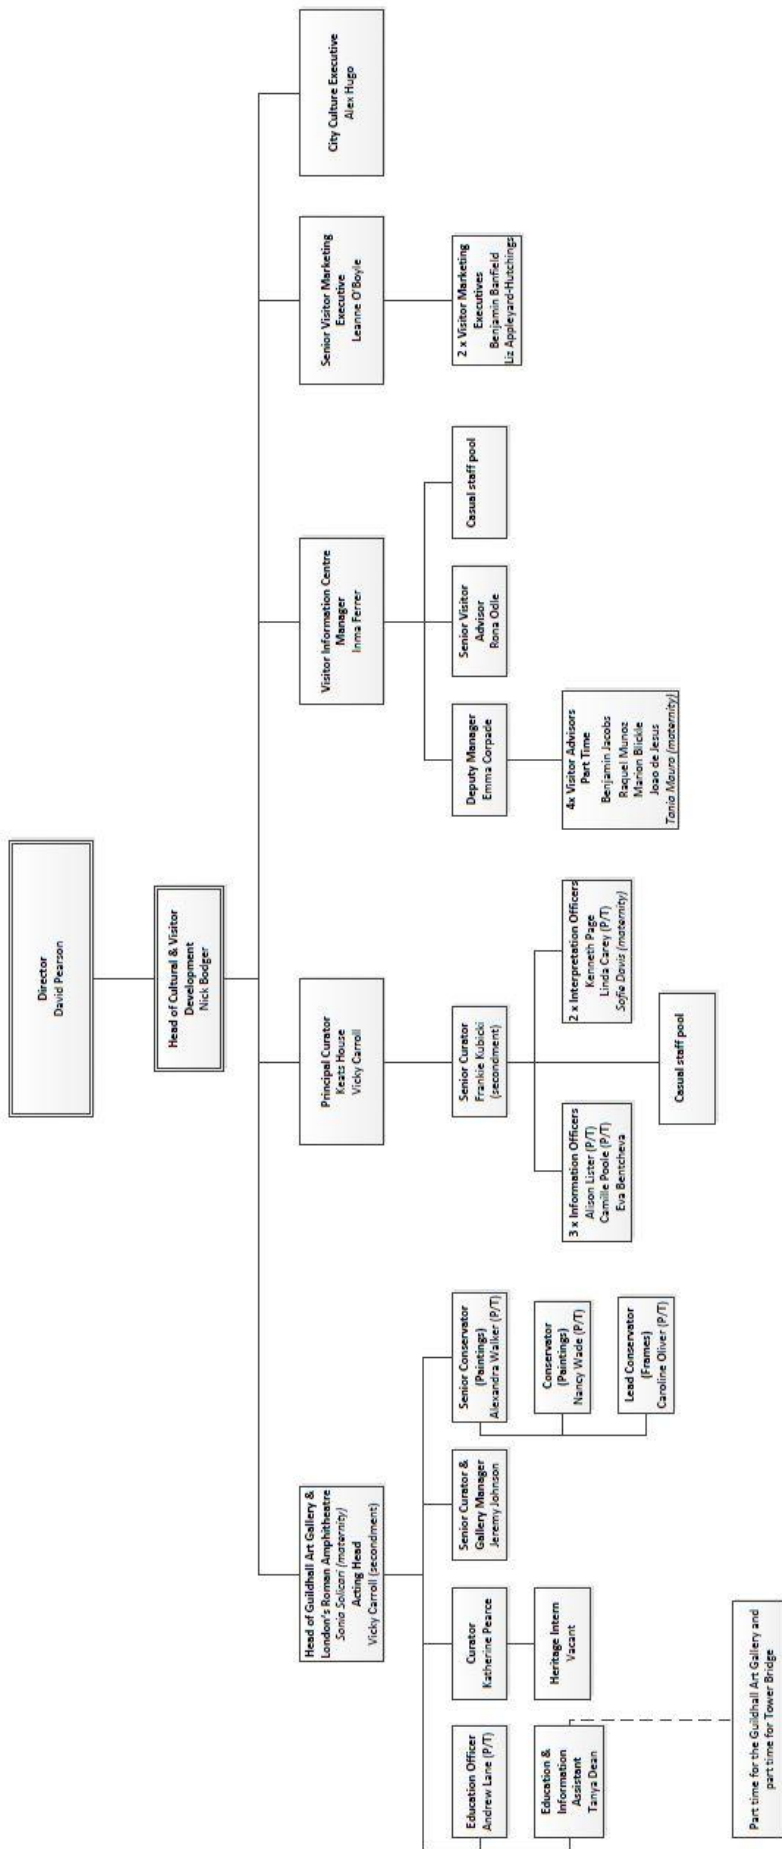 Director
David Pearson
Head of Cultural & Visitor
Development
Nick Bodger
Head of Guildhall Art Gallery &
London's Roman Amphitheatre
Sonia Solicari (maternity)
Acting Head
Vicky Carroll (secondment)
Principal Curator
Keats House
Vicky Carroll
Visitor Information Centre
Manager
Inma Ferrer
Senior Visitor Marketing
Executive
Leanne O'Boyle
City Culture Executive
Alex Hugo
Education Officer
Andrew Lane (P/T)
Curator
Katherine Pearce
Senior Curator &
Gallery Manager
Jeremy Johnson
Senior Conservator
(Paintings)
Alexandra Walker (P/T)
Senior Curator
Frankie Kubicki
(secondment)
Deputy Manager
Emma Corpade
Senior Visitor
Advisor
Rona Odle
Casual staff pool
2 x Visitor Marketing
Executives
Benjamin Banfield
Liz Appleyard-Hutchings
Education &
Information
Assistant
Tanya Dean
Heritage Intern
Vacant
Conservator
(Paintings)
Nancy Wade (P/T)
3 x Information Officers
Alison Lister (P/T)
Camille Poole (P/T)
Eva Bentcheva
2 x Interpretation Officers
Kenneth Page
Linda Carey (P/T)
Sofie Davis (maternity)
4x Visitor Advisors
Part Time
Benjamin Jacobs
Raquel Munoz
Marion Blickle
Joao de Jesus
Tania Mauro (maternity)
Lead Conservator
(Frames)
Caroline Oliver (P/T)
Casual staff pool
Part time for the Guildhall Art Gallery and
part time for Tower Bridge